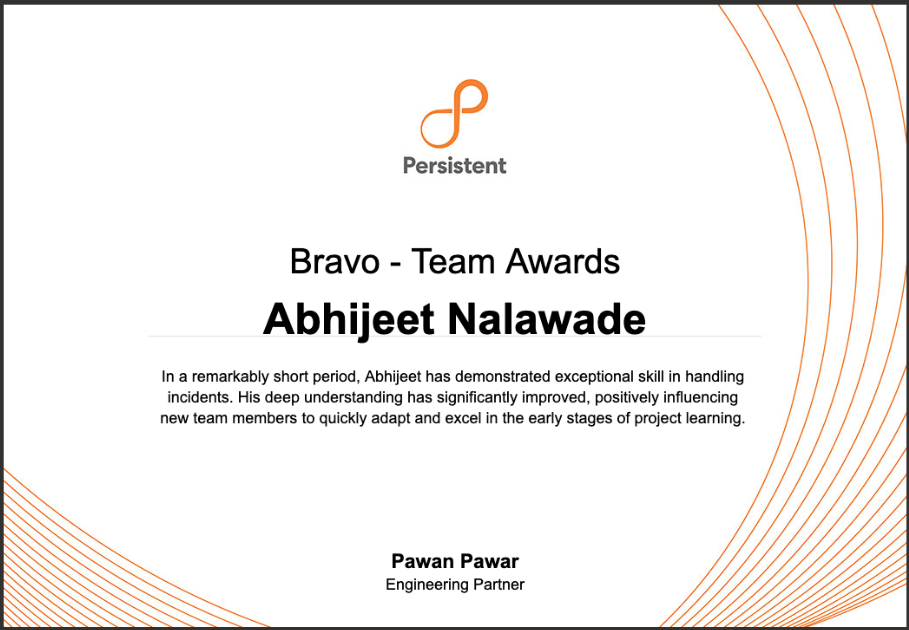 Persistent
Bravo - Team Awards
Abhijeet Nalawade
In a remarkably short period, Abhijeet has demonstrated exceptional skill in handling
incidents. His deep understanding has significantly improved, positively influencing
new team members to quickly adapt and excel in the early stages of project learning.
Pawan Pawar
Engineering Partner